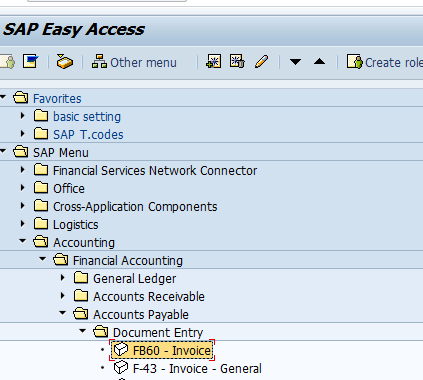 SAP Easy Access
Other menu Create role
Favorites
basic setting
SAP T.codes
SAP Menu
Financial Services Network Connector
Office
Cross-Application Components
Logistics
Accounting
Financial Accounting
General Ledger
Accounts Receivable
Accounts Payable
Document Entry
FB60 - Invoice
F-43 - Invoice - General